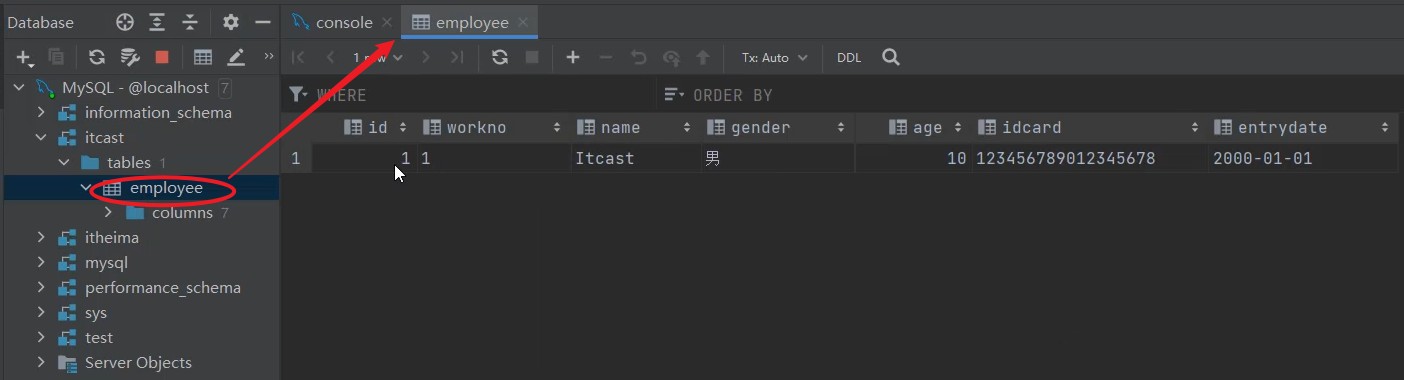 Database
console
employee
1 row
Tx: Auto
DDL
MySQL - @localhost 7
WHERE
ORDER BY
information_schema
itcast
id workno name gender age idcard entrydate
tables 1
1 1 1 Itcast 男 10 123456789012345678 2000-01-01
employee
columns 7
itheima
mysql
performance_schema
sys
test
Server Objects